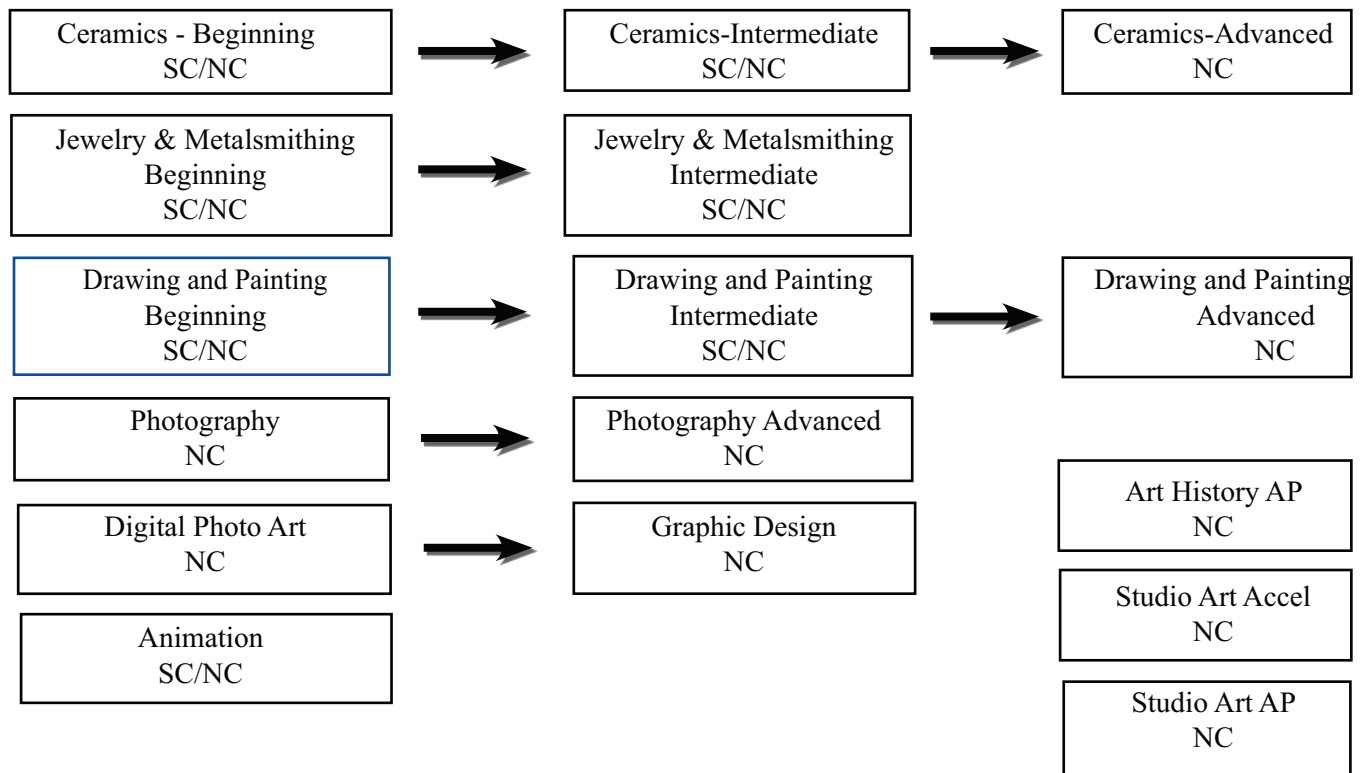 Ceramics - Beginning
SC/NC
Ceramics-Intermediate
SC/NC
Ceramics-Advanced
NC
Jewelry & Metalsmithing
Beginning
SC/NC
Jewelry & Metalsmithing
Intermediate
SC/NC
Drawing and Painting
Beginning
SC/NC
Drawing and Painting
Intermediate
SC/NC
Drawing and Painting
Advanced
NC
Photography
NC
Photography Advanced
NC
Art History AP
NC
Digital Photo Art
NC
Graphic Design
NC
Studio Art Accel
NC
Animation
SC/NC
Studio Art AP
NC